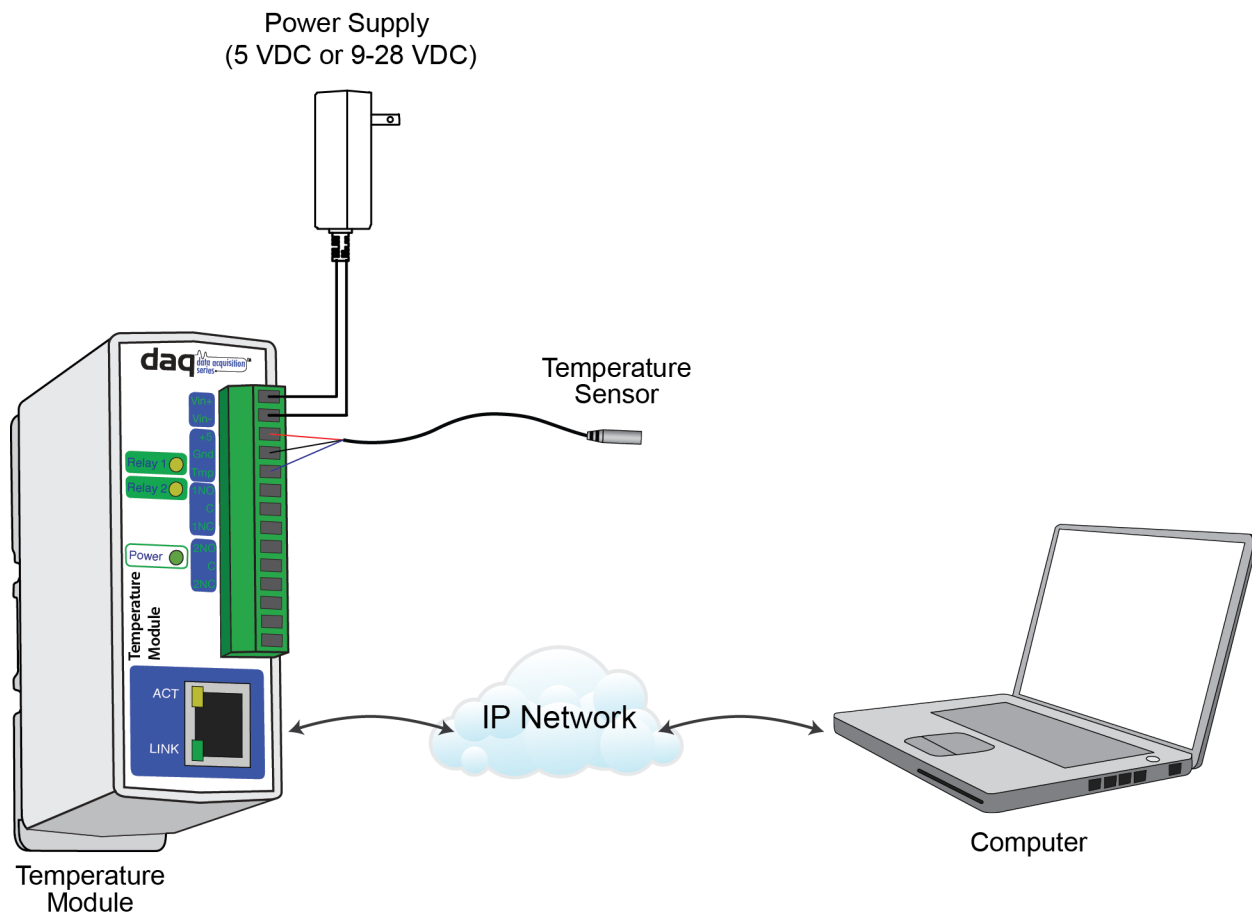 Power Supply
(5 VDC or 9-28 VDC)
daq
data acquisition
series
Vin+
Vin-
+5
Gnd
Tmp
Relay 1
Relay 2
1NO
C
1NC
2NO
C
2NC
Power
Temperature
Module
ACT
LINK
Temperature
Sensor
IP Network
Computer
Temperature
Module